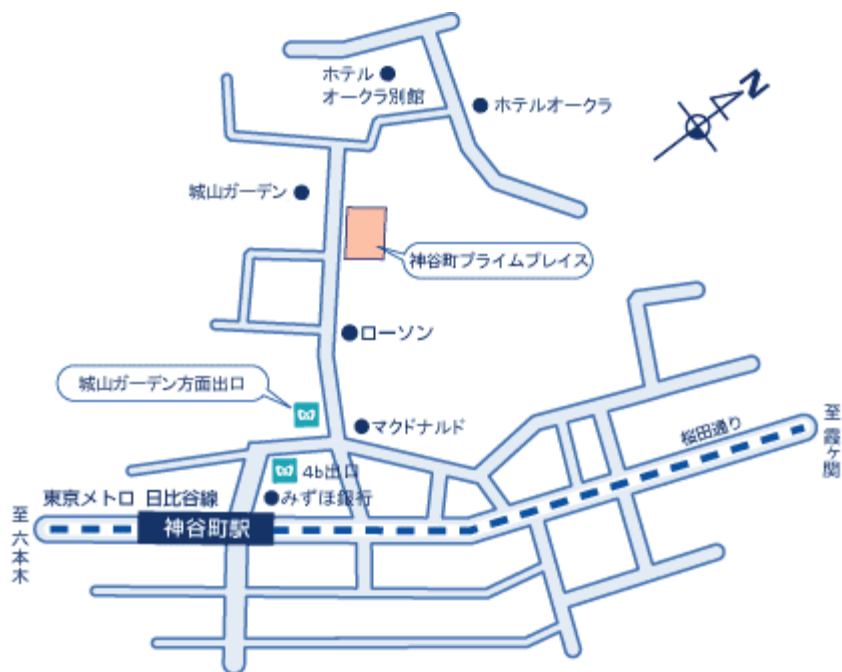 ホテル
オークラ別館
ホテルオークラ
N
城山ガーデン
神谷町プライムプレイス
ローソン
城山ガーデン方面出口
マクドナルド
4b出口
みずほ銀行
東京メトロ 日比谷線
神谷町駅
至 六本木
桜田通り
至 霞ヶ関